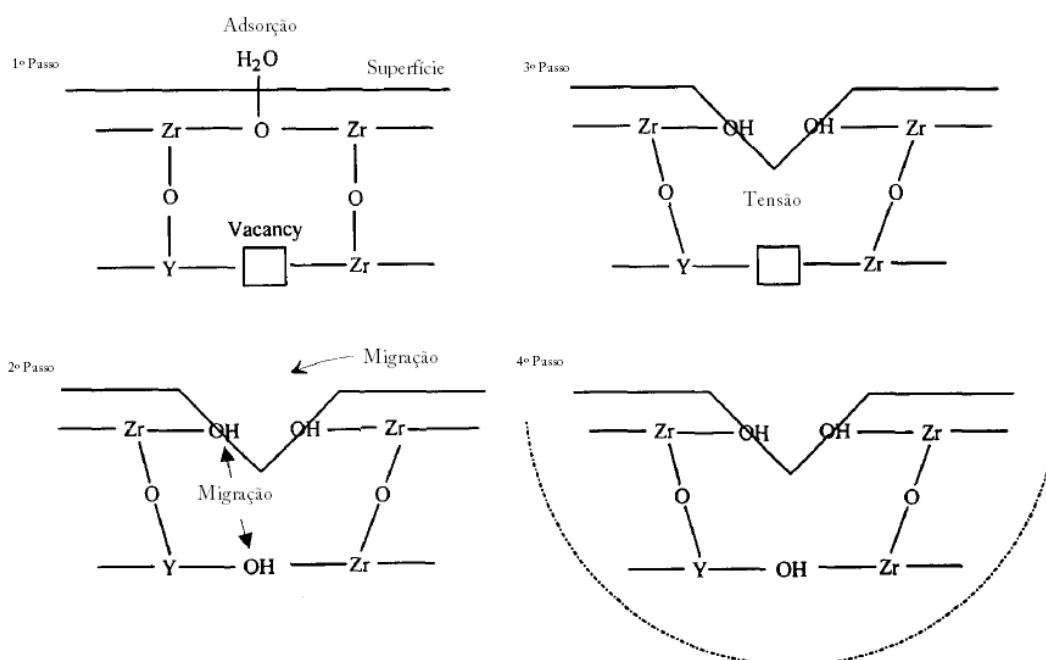 1º Passo
Adsorção
H₂O
Superfície
Zr O Zr
O O
Vacancy
Y Zr
3º Passo
Zr OH OH Zr
O Tensão O
Y Zr
2º Passo
Migração
Zr OH OH Zr
O Migração O
Y OH Zr
4º Passo
Zr OH OH Zr
O O
Y OH Zr